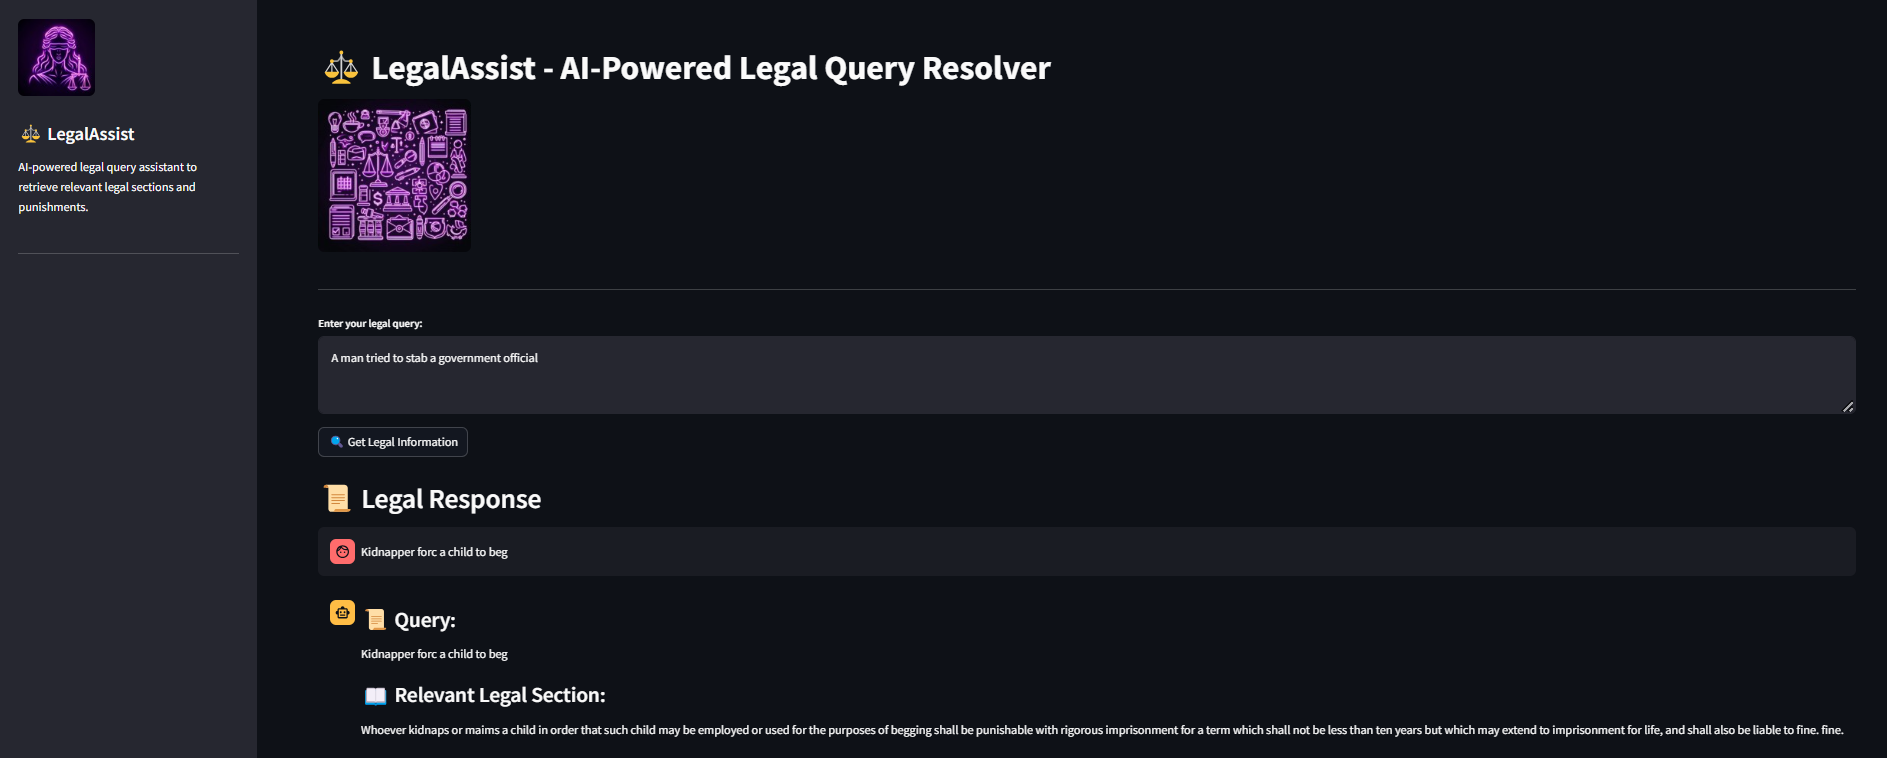 LegalAssist
AI-powered legal query assistant to
retrieve relevant legal sections and
punishments.
LegalAssist - AI-Powered Legal Query Resolver
Enter your legal query:
A man tried to stab a government official
Get Legal Information
Legal Response
Kidnapper forc a child to beg
Query:
Kidnapper forc a child to beg
Relevant Legal Section:
Whoever kidnaps or maims a child in order that such child may be employed or used for the purposes of begging shall be punishable with rigorous imprisonment for a term which shall not be less than ten years but which may extend to imprisonment for life, and shall also be liable to fine. fine.